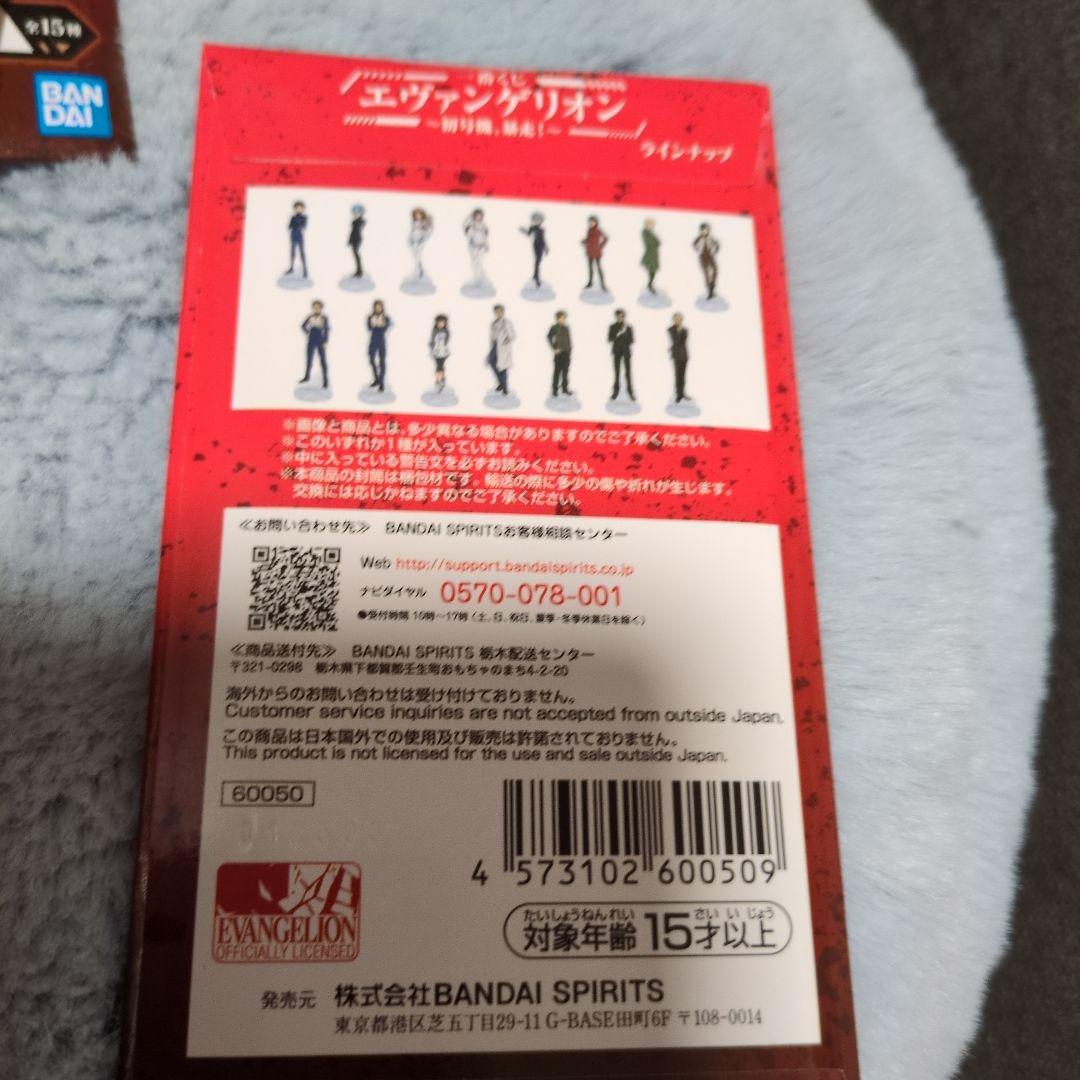 全15種
BAN
DAI
一番くじ
エヴァンゲリオン
～初号機、暴走！～
ラインナップ
※画像と商品とは、多少異なる場合がありますのでご了承ください。
※このいずれか1種が入っています。
※中に入っている警告文を必ずお読みください。
※本商品の封筒は梱包材です。輸送の際に多少の傷や折れが生じます。
交換には応じかねますのでご了承ください。
≪お問い合わせ先≫ BANDAI SPIRITSお客様相談センター
Web http://support.bandaispirits.co.jp
ナビダイヤル 0570-078-001
●受付時間 10時～17時（土、日、祝日、夏季・冬季休業日を除く）
≪商品送付先≫ BANDAI SPIRITS 栃木配送センター
〒321-0298 栃木県下都賀郡壬生町おもちゃのまち4-2-20
海外からのお問い合わせは受け付けておりません。
Customer service inquiries are not accepted from outside Japan.
この商品は日本国外での使用及び販売は許諾されておりません。
This product is not licensed for the use and sale outside Japan.
60050
4 573102 600509
EVANGELION
OFFICIALLY LICENSED
たいしょうねんれい さいいじょう
対象年齢 15才以上
発売元 株式会社BANDAI SPIRITS
東京都港区芝五丁目29-11 G-BASE田町6F 〒108-0014